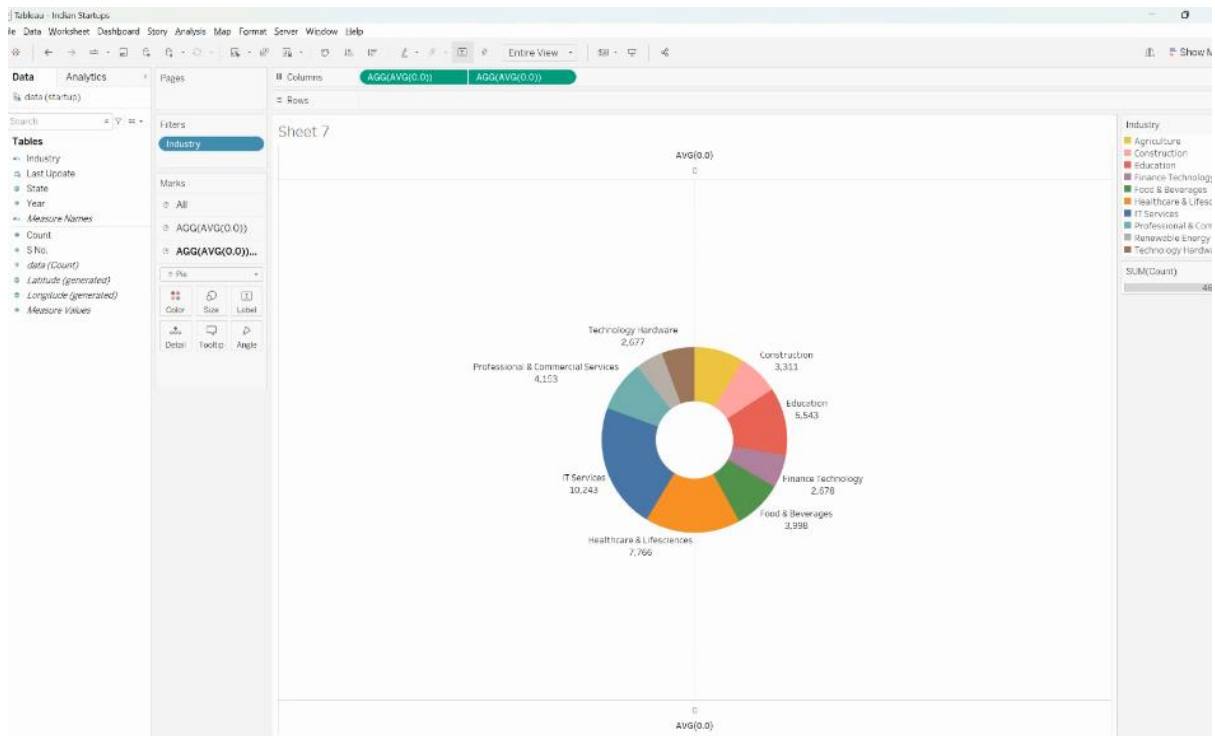 Tableau - Indian Startups
le Data Worksheet Dashboard Story Analysis Map Format Server Window Help
Entire View
Show M
Data Analytics
data (startup)
Search
Tables
Industry
Last Update
State
Year
Measure Names
Count
S No.
data (Count)
Latitude (generated)
Longitude (generated)
Measure Values
Pages
Filters
Industry
Marks
All
AGG(AVG(0.0))
AGG(AVG(0.0))...
Pie
Color Size Label
Detail Tooltip Angle
Columns AGG(AVG(0.0)) AGG(AVG(0.0))
Rows
Sheet 7
AVG(0.0)
0
Technology Hardware
2,677
Professional & Commercial Services
4,153
Construction
3,311
Education
5,543
IT Services
10,243
Finance Technology
2,678
Food & Beverages
3,998
Healthcare & Lifesciences
7,766
0
AVG(0.0)
Industry
Agriculture
Construction
Education
Finance Technology
Food & Beverages
Healthcare & Lifesc
IT Services
Professional & Com
Renewable Energy
Technology Hardwa
SUM(Count)
46